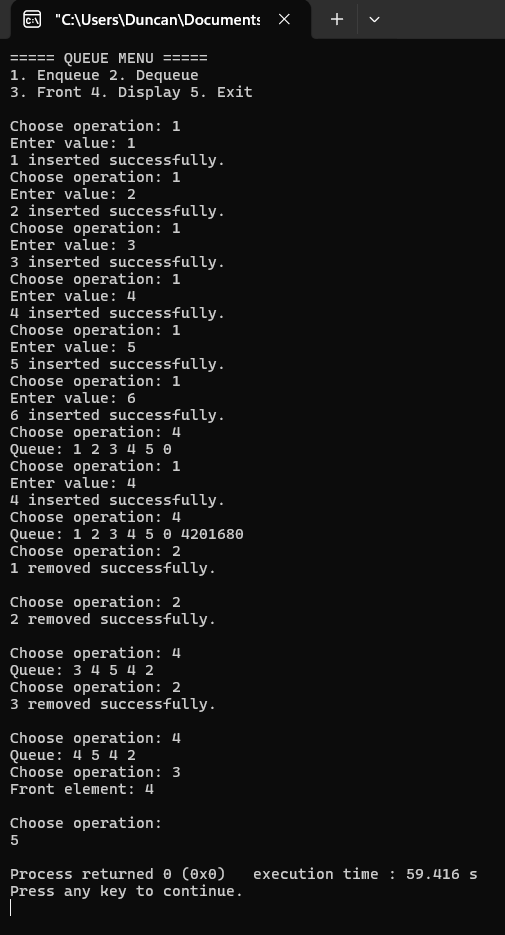 "C:\Users\Duncan\Documents
===== QUEUE MENU =====
1. Enqueue 2. Dequeue
3. Front 4. Display 5. Exit
Choose operation: 1
Enter value: 1
1 inserted successfully.
Choose operation: 1
Enter value: 2
2 inserted successfully.
Choose operation: 1
Enter value: 3
3 inserted successfully.
Choose operation: 1
Enter value: 4
4 inserted successfully.
Choose operation: 1
Enter value: 5
5 inserted successfully.
Choose operation: 1
Enter value: 6
6 inserted successfully.
Choose operation: 4
Queue: 1 2 3 4 5 0
Choose operation: 1
Enter value: 4
4 inserted successfully.
Choose operation: 4
Queue: 1 2 3 4 5 0 4201680
Choose operation: 2
1 removed successfully.
Choose operation: 2
2 removed successfully.
Choose operation: 4
Queue: 3 4 5 4 2
Choose operation: 2
3 removed successfully.
Choose operation: 4
Queue: 4 5 4 2
Choose operation: 3
Front element: 4
Choose operation:
5
Process returned 0 (0x0)   execution time : 59.416 s
Press any key to continue.